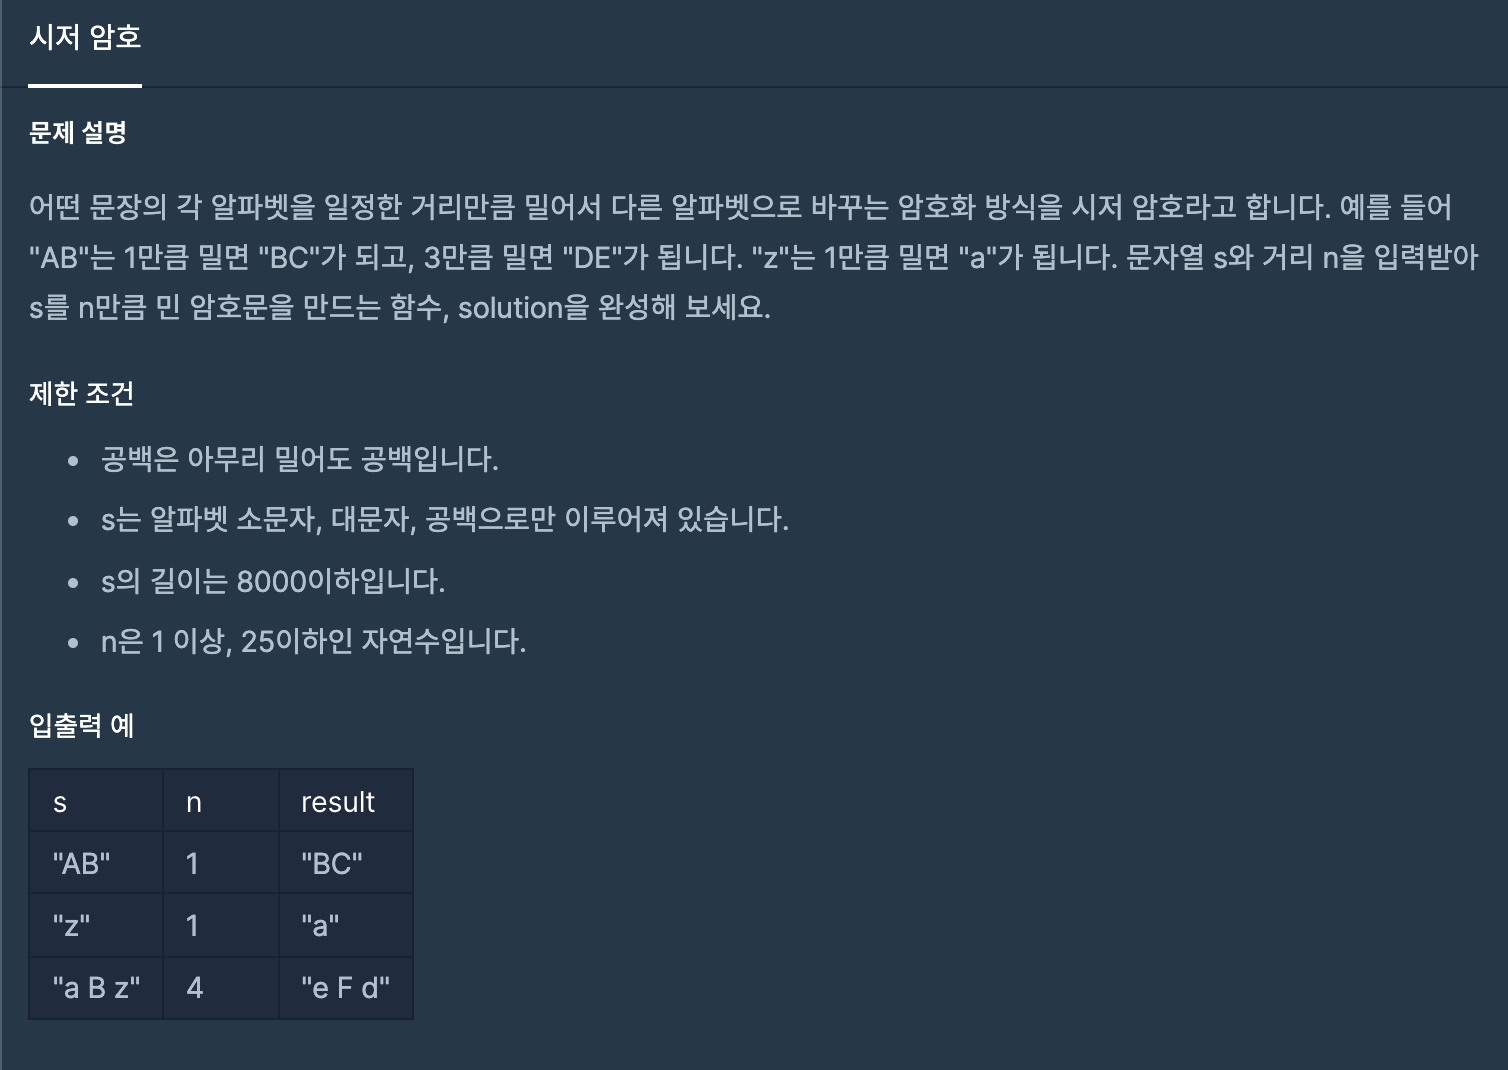 시저 암호
문제 설명
어떤 문장의 각 알파벳을 일정한 거리만큼 밀어서 다른 알파벳으로 바꾸는 암호화 방식을 시저 암호라고 합니다. 예를 들어
"AB"는 1만큼 밀면 "BC"가 되고, 3만큼 밀면 "DE"가 됩니다. "z"는 1만큼 밀면 "a"가 됩니다. 문자열 s와 거리 n을 입력받아
s를 n만큼 민 암호문을 만드는 함수, solution을 완성해 보세요.
제한 조건
• 공백은 아무리 밀어도 공백입니다.
• s는 알파벳 소문자, 대문자, 공백으로만 이루어져 있습니다.
• s의 길이는 8000이하입니다.
• n은 1 이상, 25이하인 자연수입니다.
입출력 예
s n result
"AB" 1 "BC"
"z" 1 "a"
"a B z" 4 "e F d"